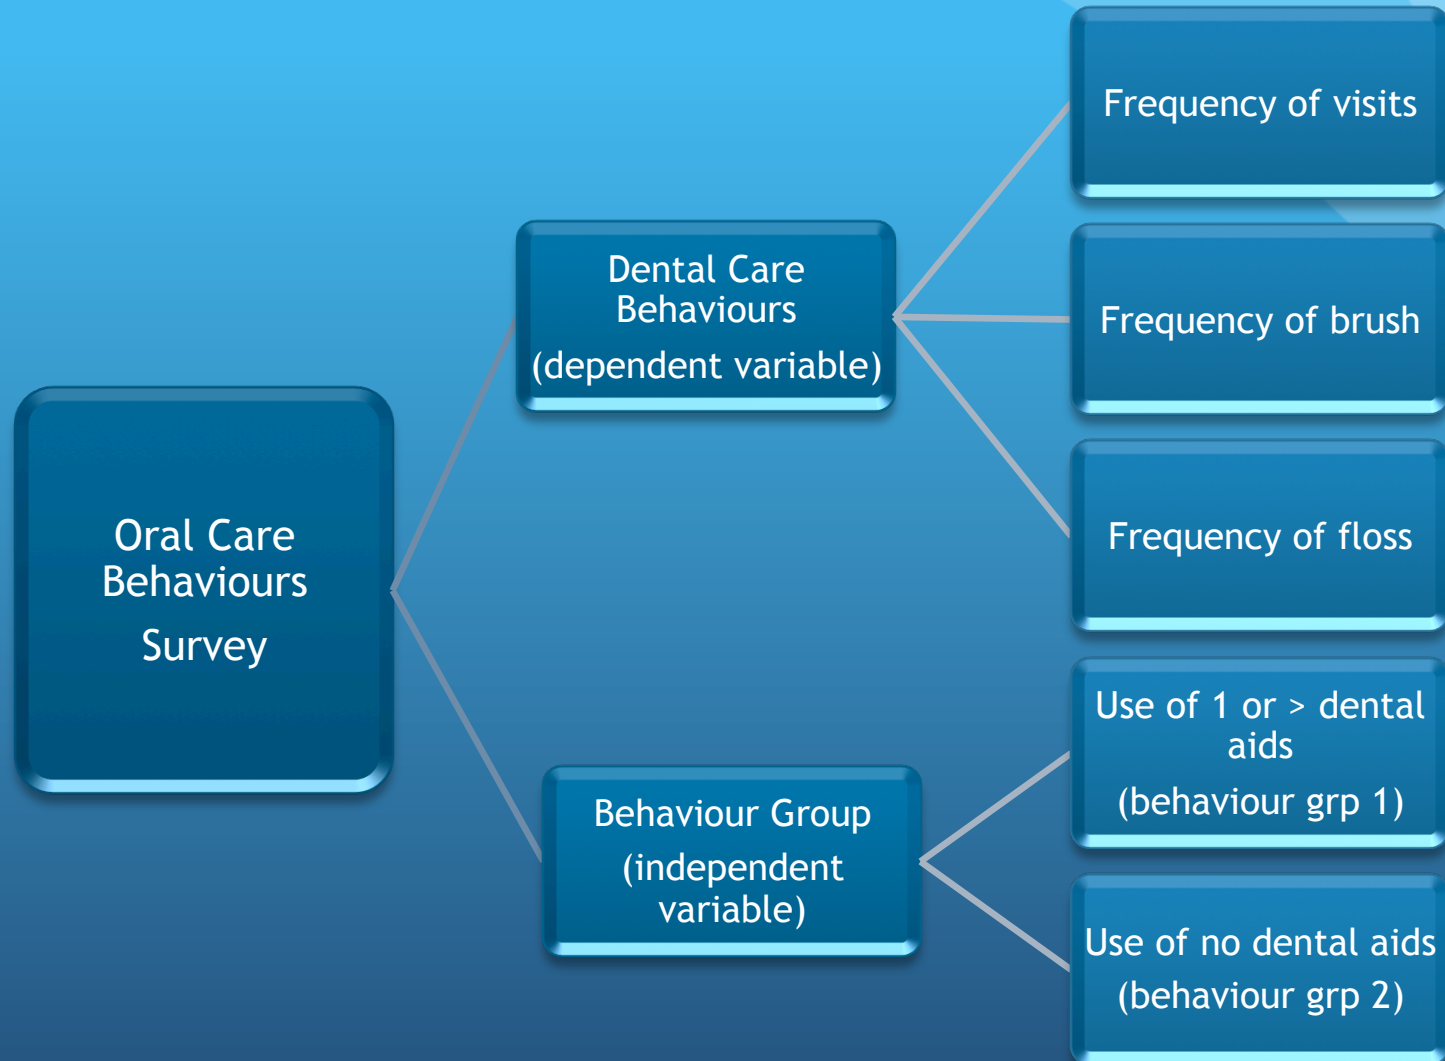 Oral Care
Behaviours
Survey
Dental Care
Behaviours
(dependent variable)
Frequency of visits
Frequency of brush
Frequency of floss
Behaviour Group
(independent
variable)
Use of 1 or > dental
aids
(behaviour grp 1)
Use of no dental aids
(behaviour grp 2)